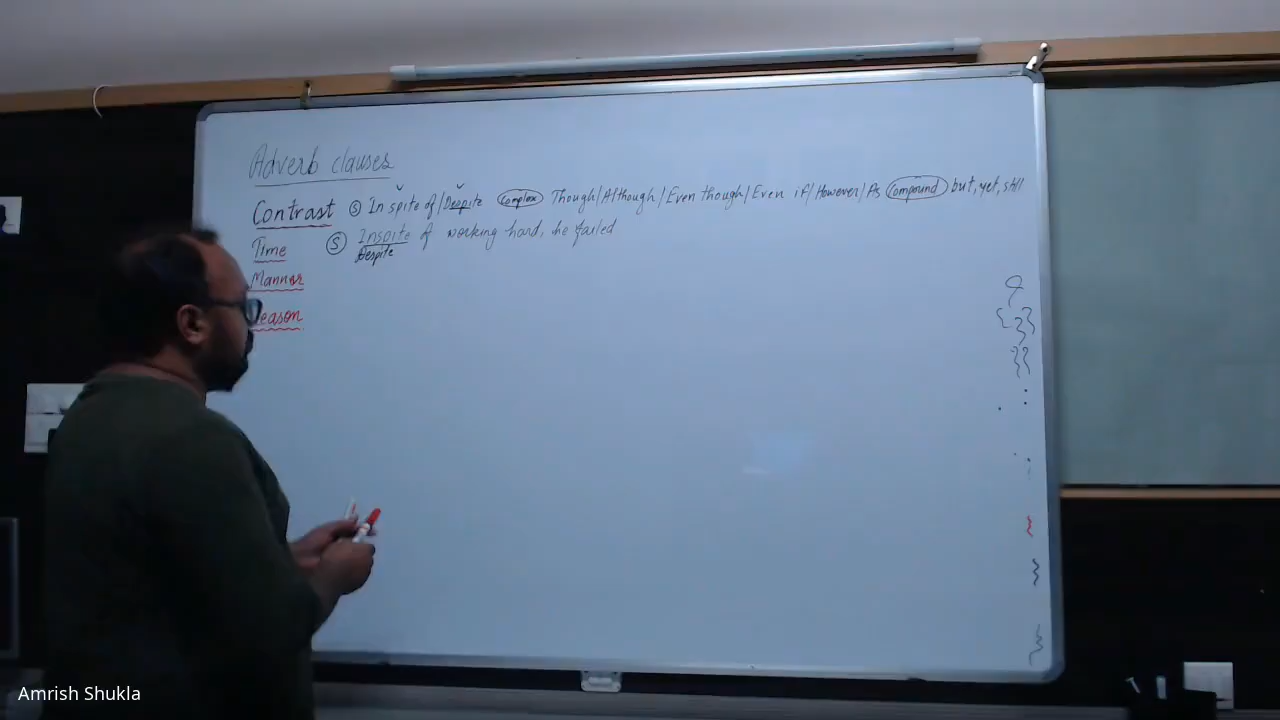 Adverb clauses
Contrast Ⓢ In spite of/Despite Complex Though/Although/Even though/Even if/However/As Compound but, yet, still
Time Ⓢ Inspite of working hard, he failed
Despite
Manner
eason
Amrish Shukla